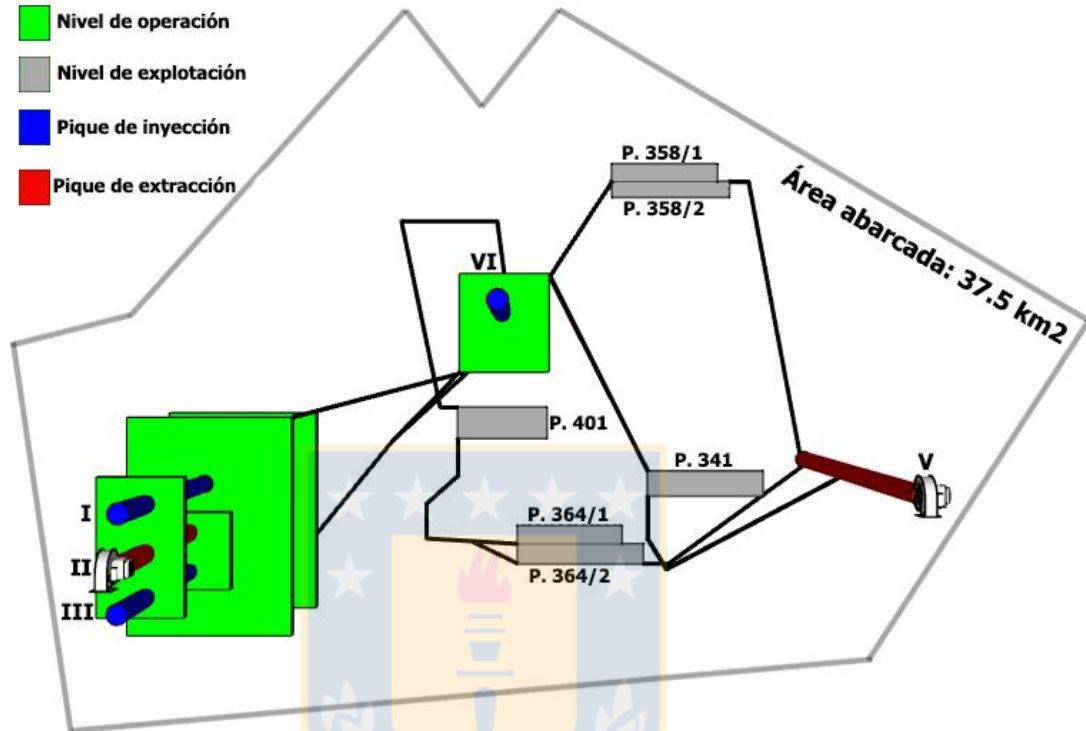 Nivel de operación
Nivel de explotación
Pique de inyección
Pique de extracción
P. 358/1
P. 358/2
Área abarcada: 37.5 km2
VI
P. 401
P. 341
V
I
P. 364/1
II
P. 364/2
III